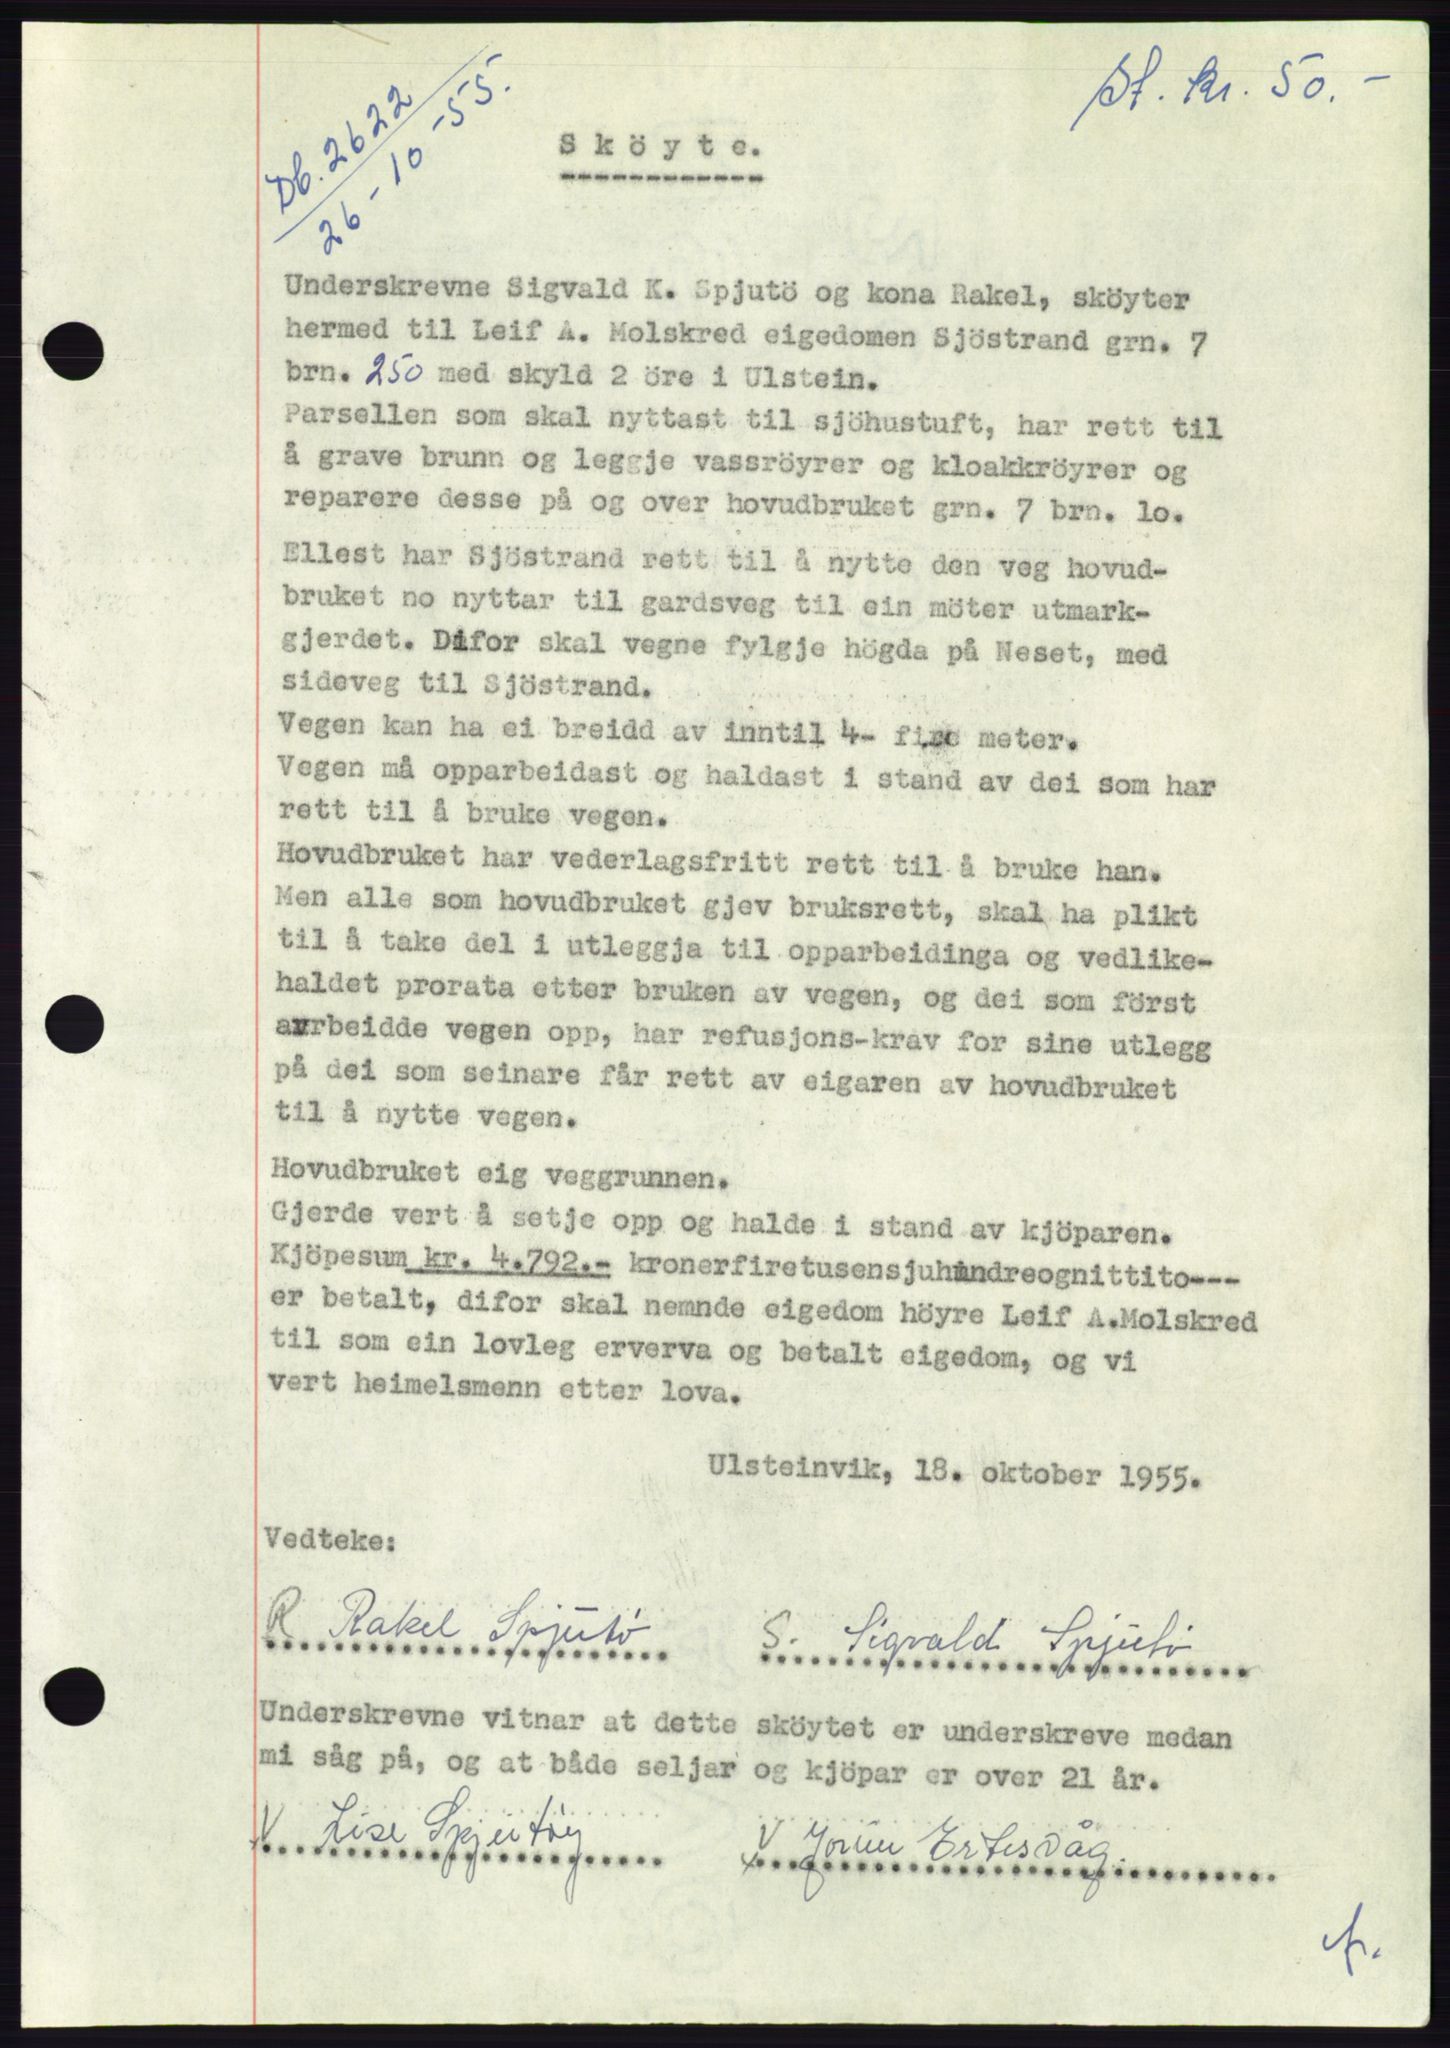 St. kr. 50.-
Db. 2622
26-10-55.
Sköyte.
Underskrevne Sigvald K. Spjutö og kona Rakel, sköyter
hermed til Leif A. Molskred eigedomen Sjöstrand grn. 7
brn. 250 med skyld 2 öre i Ulstein.
Parsellen som skal nyttast til sjöhustuft, har rett til
å grave brunn og leggje vassröyrer og kloakkröyrer og
reparere desse på og over hovudbruket grn. 7 brn. lo.
Ellest har Sjöstrand rett til å nytte den veg hovud-
bruket no nyttar til gardsveg til ein möter utmark-
gjerdet. Difor skal vegne fylgje högda på Neset, med
sideveg til Sjöstrand.
Vegen kan ha ei breidd av inntil 4- fire meter.
Vegen må opparbeidast og haldast i stand av dei som har
rett til å bruke vegen.
Hovudbruket har vederlagsfritt rett til å bruke han.
Men alle som hovudbruket gjev bruksrett, skal ha plikt
til å take del i utleggja til opparbeidinga og vedlike-
haldet prorata etter bruken av vegen, og dei som först
arbeidde vegen opp, har refusjons-krav for sine utlegg
på dei som seinare får rett av eigaren av hovudbruket
til å nytte vegen.
Hovudbruket eig veggrunnen.
Gjerde vert å setje opp og halde i stand av kjöparen.
Kjöpesum kr. 4.792.- kronerfiretusensjuhundreognittito---
er betalt, difor skal nemnde eigedom höyre Leif A.Molskred
til som ein lovleg erverva og betalt eigedom, og vi
vert heimelsmenn etter lova.
Ulsteinvik, 18. oktober 1955.
Vedteke:
R Rakel Spjutö S. Sigvald Spjutö
Underskrevne vitnar at dette sköytet er underskreve medan
mi såg på, og at både seljar og kjöpar er over 21 år.
V Lise Spjutöy V Jorunn Ertesvåg.